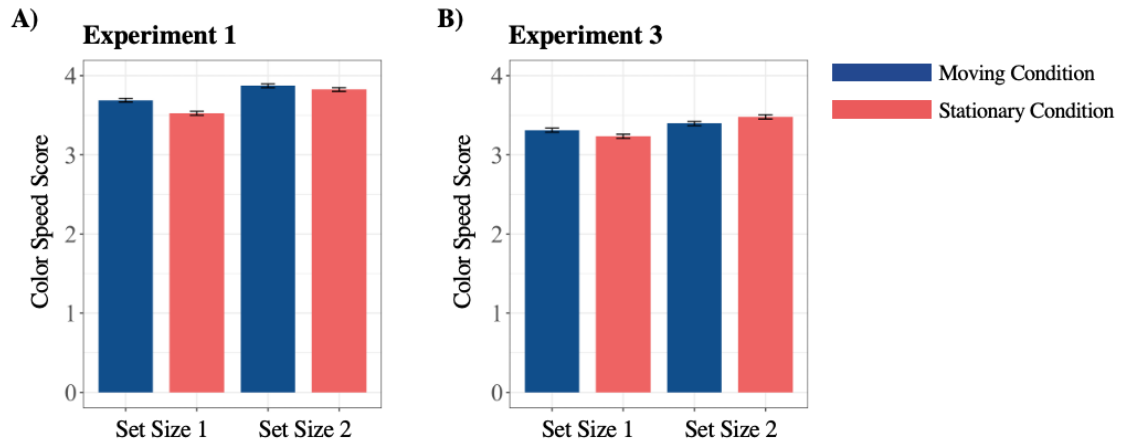 A)
Experiment 1
Color Speed Score
4
3
2
1
0
Set Size 1
Set Size 2
B)
Experiment 3
Color Speed Score
4
3
2
1
0
Set Size 1
Set Size 2
Moving Condition
Stationary Condition